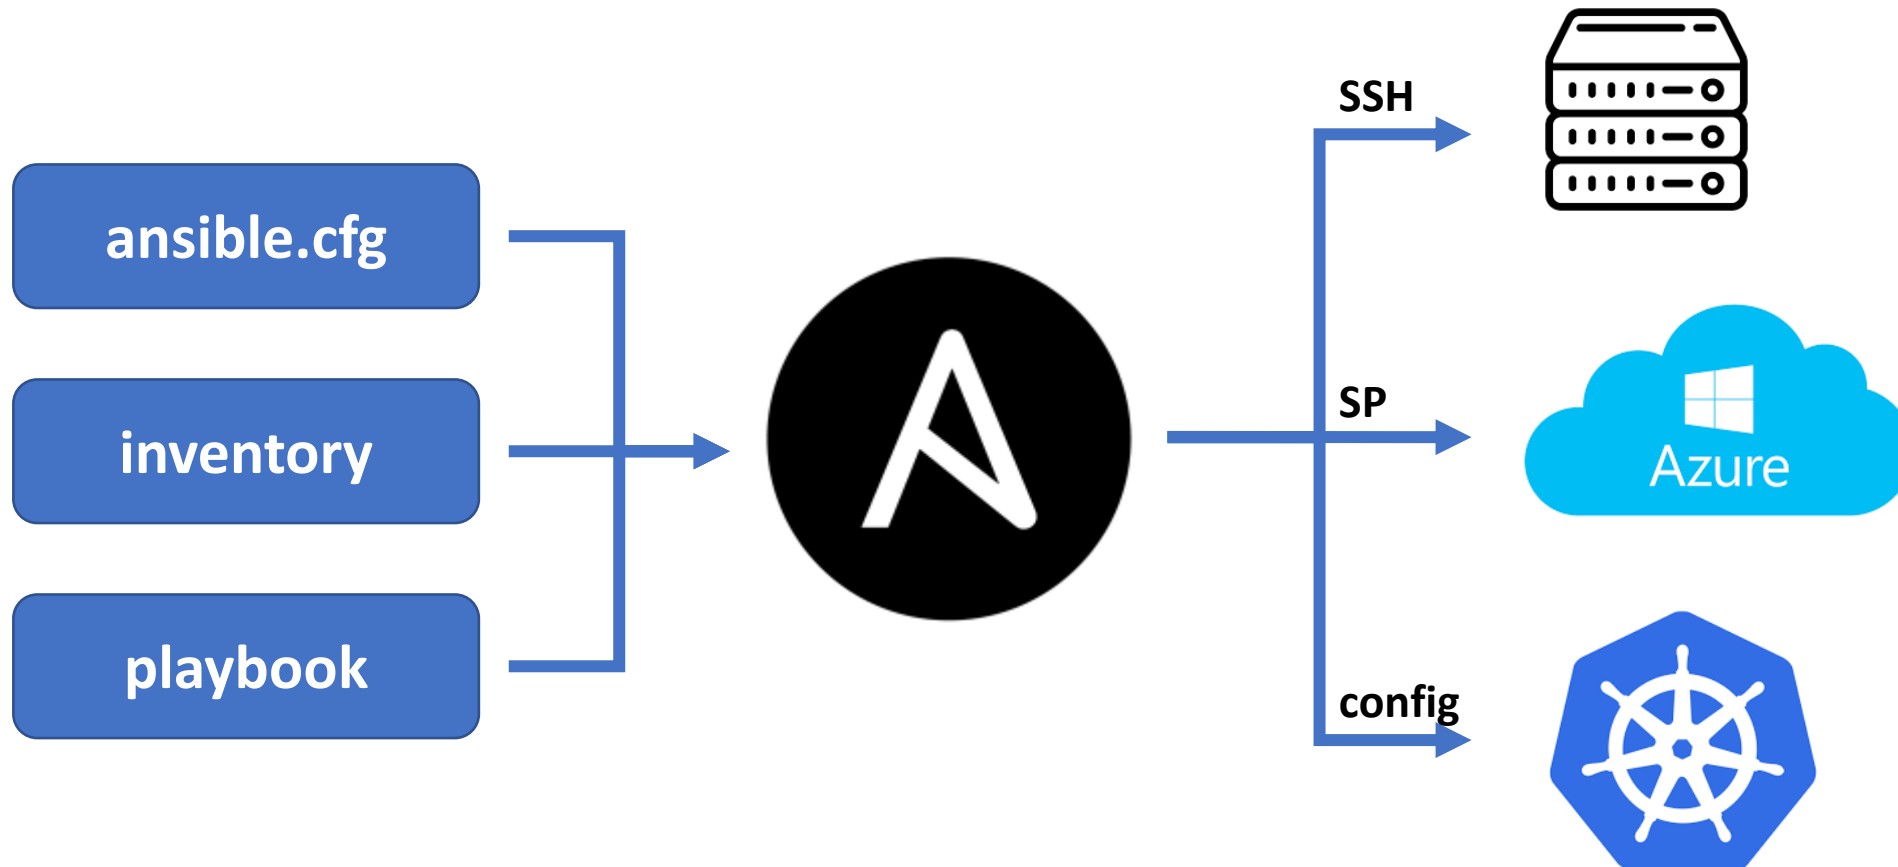 ansible.cfg
inventory
playbook
SSH
SP
Azure
config